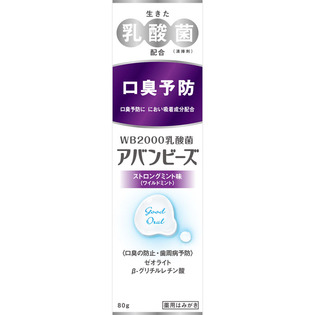 生きた
乳酸菌
配合(清掃剤)
口臭予防
口臭予防に におい吸着成分配合
WB2000乳酸菌
アバンビーズ
ストロングミント味
(ワイルドミント)
Good
Oral
〈口臭の防止・歯周病予防〉
ゼオライト
β-グリチルレチン酸
80g
薬用はみがき